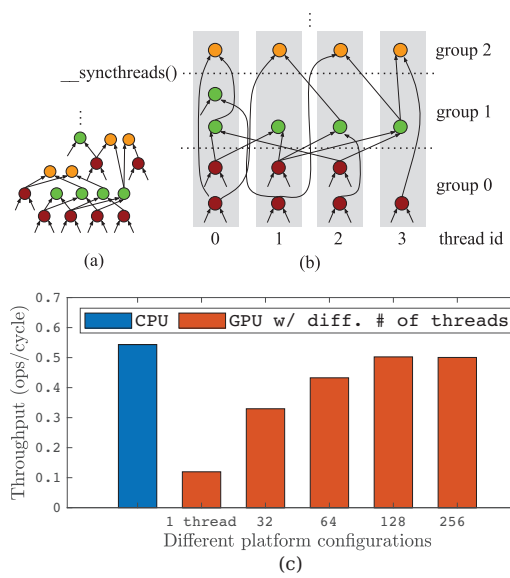 ⋮
group 2
__syncthreads()
group 1
⋮
group 0
0 1 2 3 thread id
(a)
(b)
0.7
CPU GPU w/ diff. # of threads
0.6
0.5
0.4
0.3
0.2
0.1
0
Throughput (ops/cycle)
1 thread 32 64 128 256
Different platform configurations
(c)